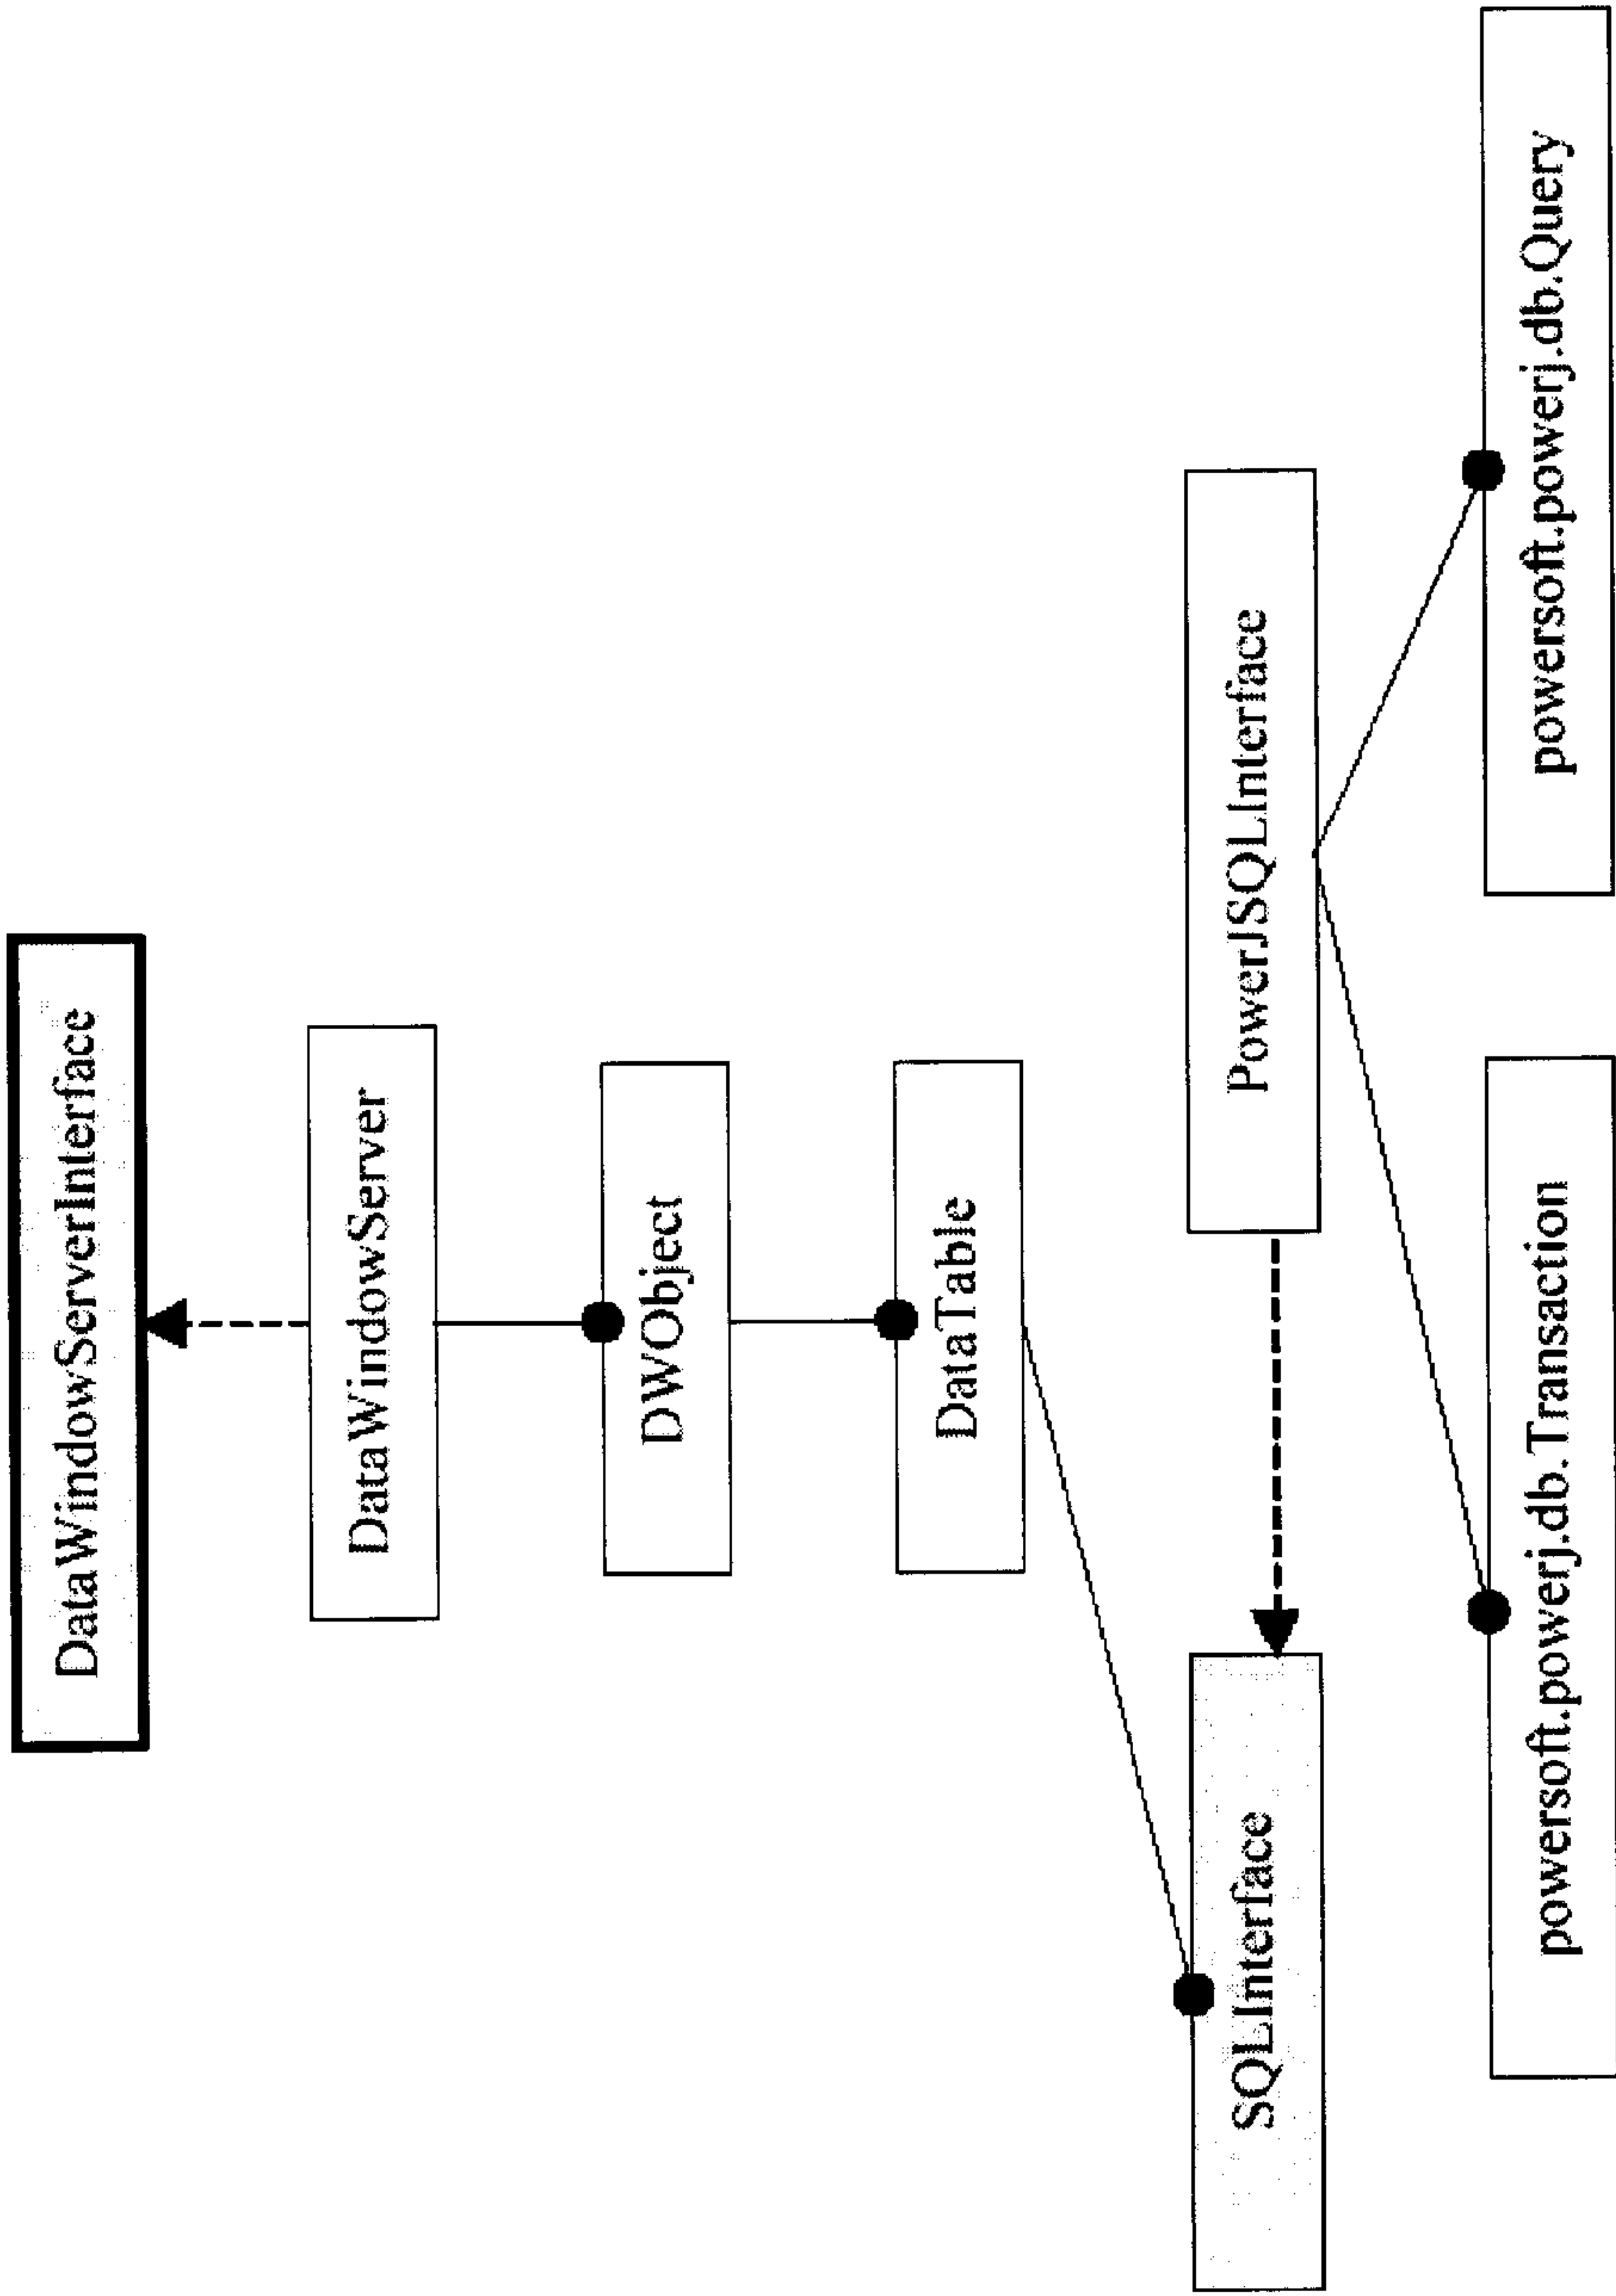 DataWindowServerInterface
DataWindowServer
DWObject
DataTable
SQLInterface
PowerJSQLInterface
powersoft.powerj.db.Transaction
powersoft.powerj.db.Query